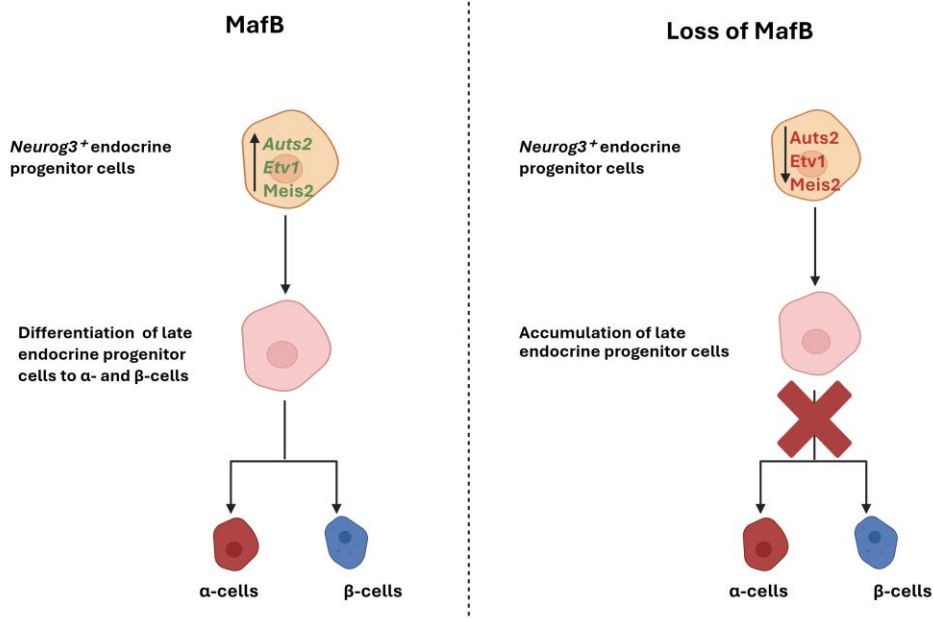 MafB
Neurog3⁺ endocrine
progenitor cells
Auts2
Etv1
Meis2
Differentiation of late
endocrine progenitor
cells to α- and β-cells
α-cells
β-cells
Loss of MafB
Neurog3⁺ endocrine
progenitor cells
Auts2
Etv1
Meis2
Accumulation of late
endocrine progenitor cells
α-cells
β-cells